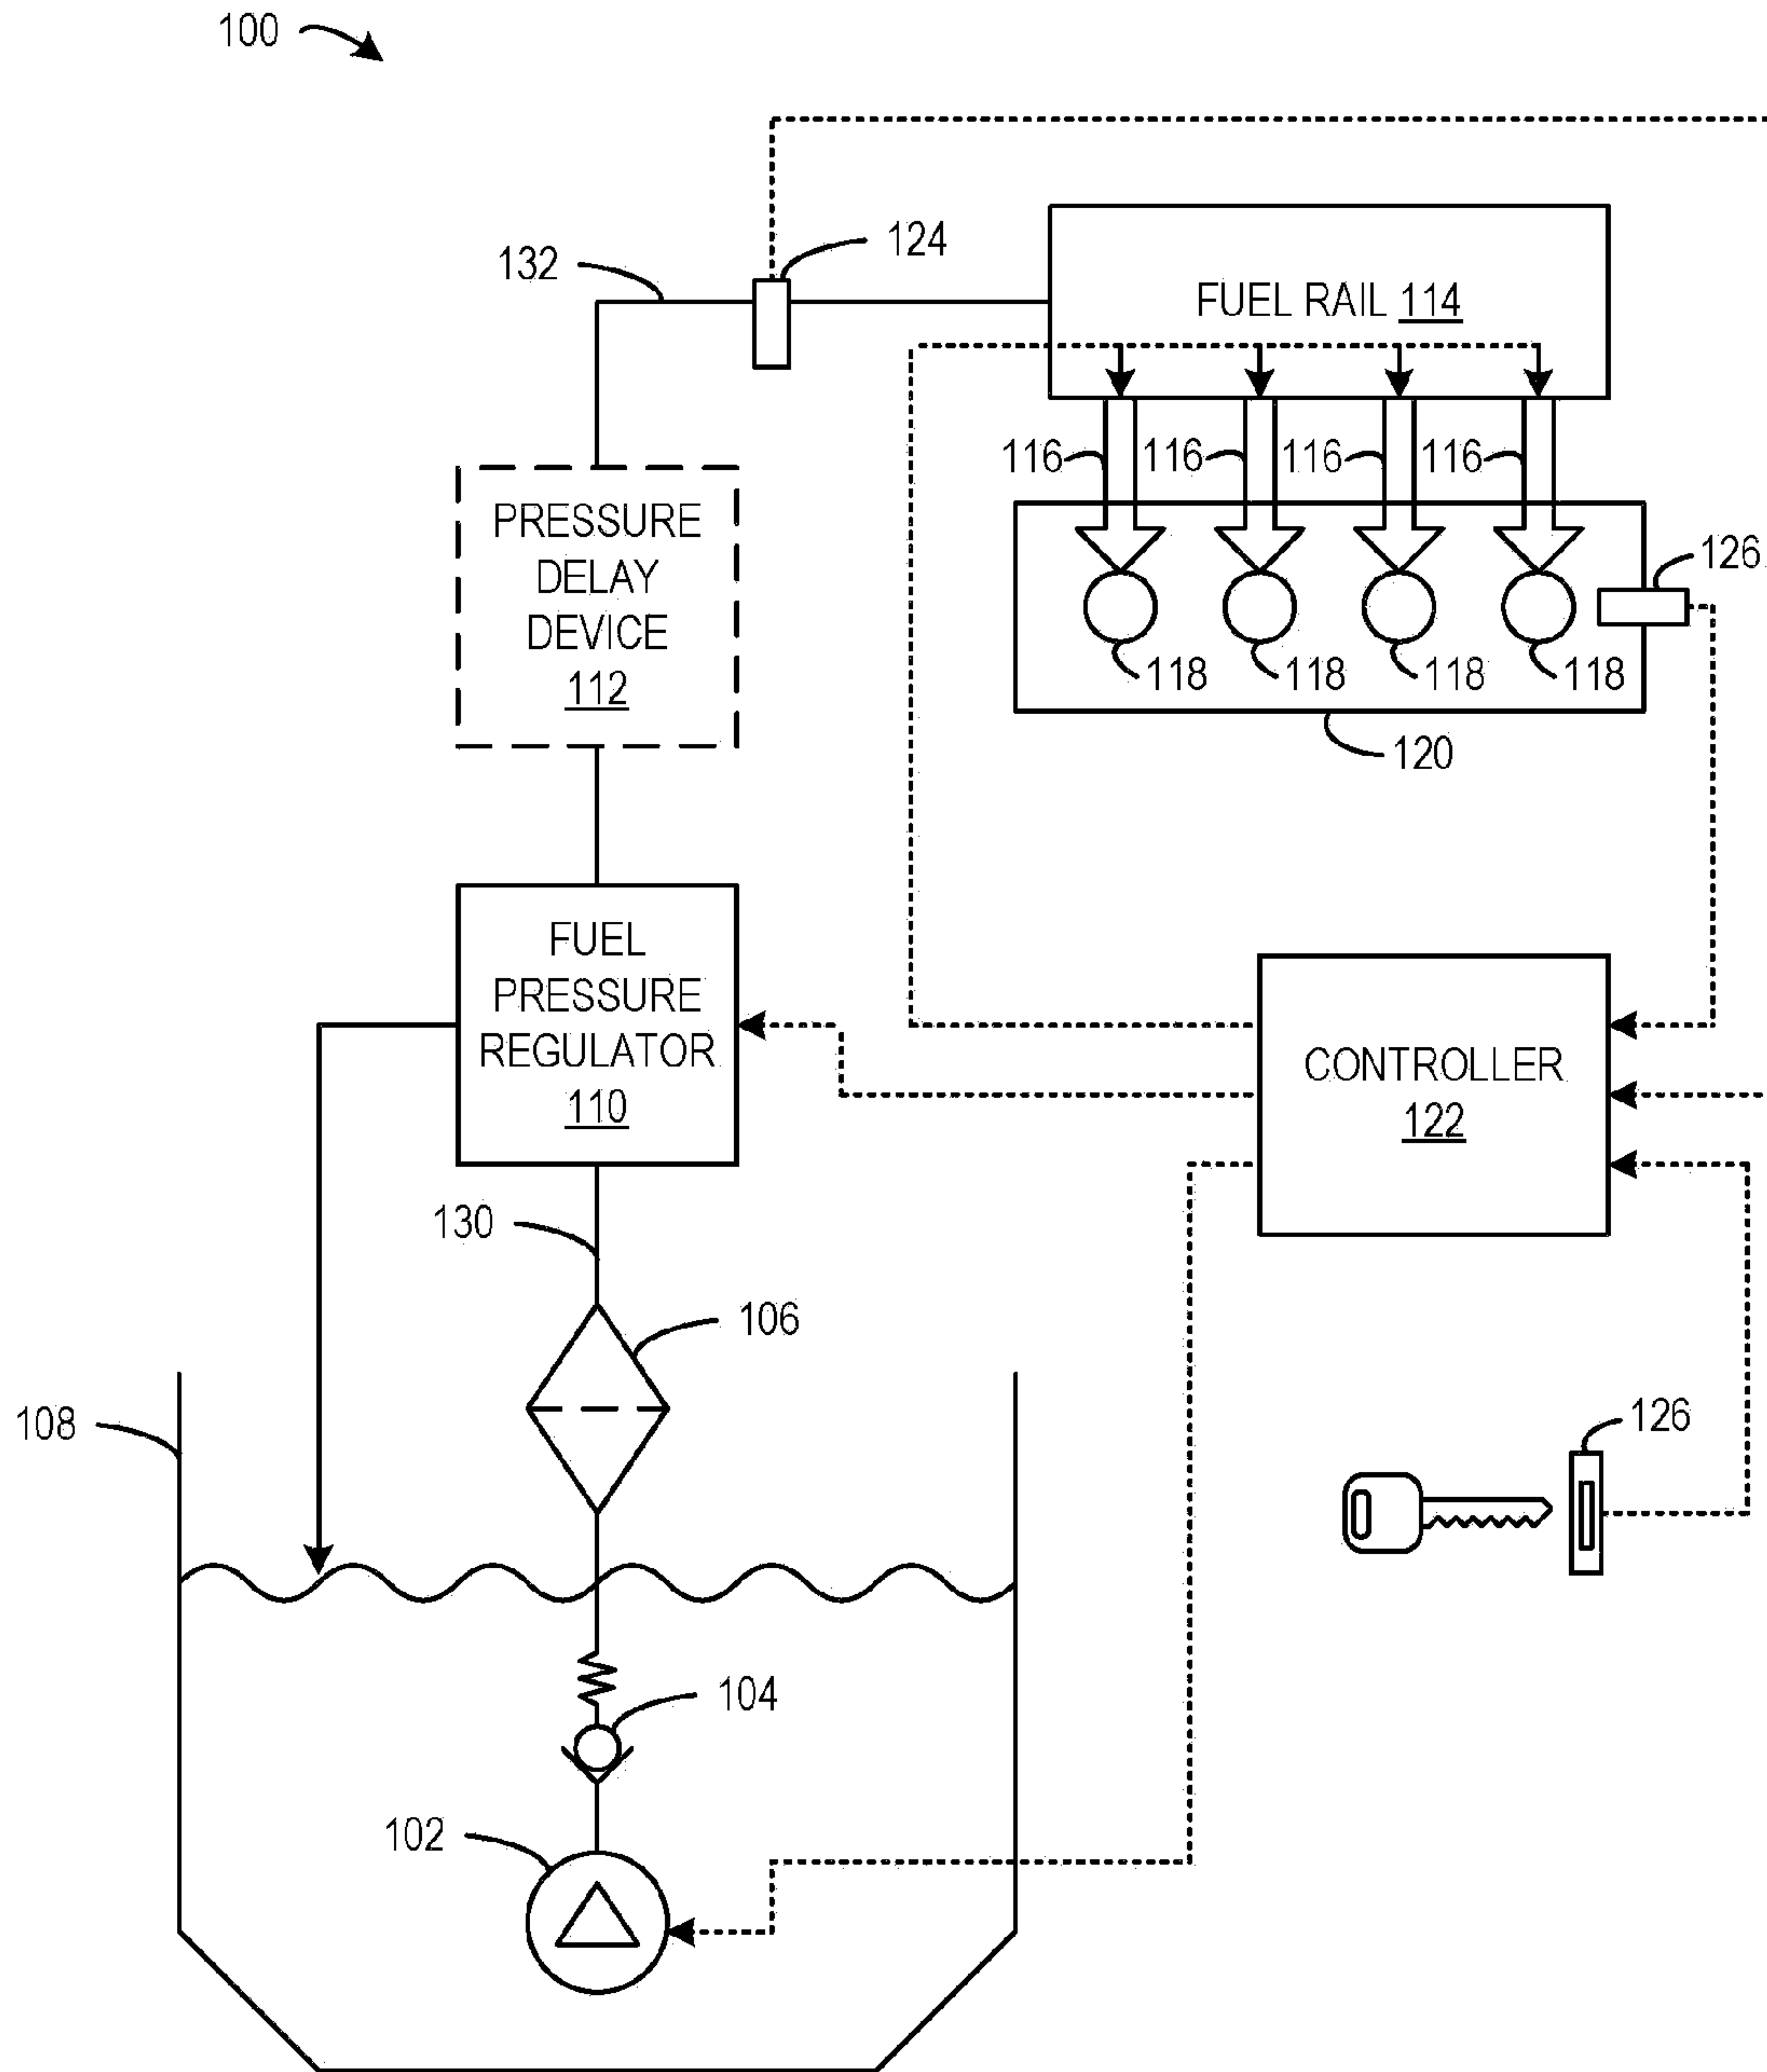 100
124
132
FUEL RAIL 114
116 116 116 116
PRESSURE
DELAY
DEVICE
112
126
118 118 118 118
120
FUEL
PRESSURE
REGULATOR
110
CONTROLLER
122
130
106
108
126
104
102